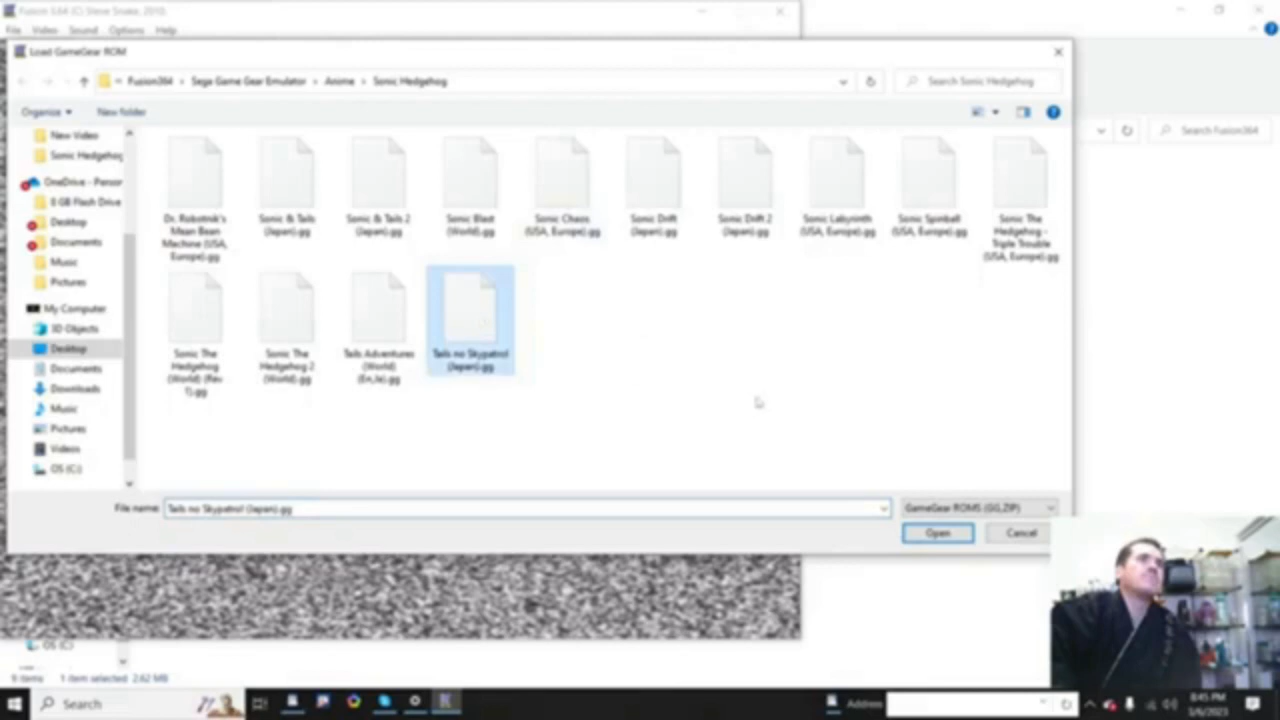 Fusion 3.64 (C) Steve Snake, 2010.
File Video Sound Options Help
Load GameGear ROM
Fusion364 › Sega Game Gear Emulator › Anime › Sonic Hedgehog
Search Sonic Hedgehog
Organize
New folder
Search Fusion364
New Video
Sonic Hedgehog
OneDrive - Person
8 GB Flash Drive
Desktop
Documents
Music
Pictures
My Computer
3D Objects
Desktop
Documents
Downloads
Music
Pictures
Videos
OS (C:)
Dr. Robotnik's
Mean Bean
Machine (USA,
Europe).gg
Sonic & Tails
(Japan).gg
Sonic & Tails 2
(Japan).gg
Sonic Blast
(World).gg
Sonic Chaos
(USA, Europe).gg
Sonic Drift
(Japan).gg
Sonic Drift 2
(Japan).gg
Sonic Labyrinth
(USA, Europe).gg
Sonic Spinball
(USA, Europe).gg
Sonic The
Hedgehog -
Triple Trouble
(USA, Europe).gg
Sonic The
Hedgehog
(World) (Rev
1).gg
Sonic The
Hedgehog 2
(World).gg
Tails Adventures
(World)
(En,Ja).gg
Tails no Skypatrol
(Japan).gg
File name: Tails no Skypatrol (Japan).gg
GameGear ROMS (GG,ZIP)
Open
Cancel
OS (C:)
9 items 1 item selected 2.62 MB
Search
Address
8:45 PM
3/6/2023